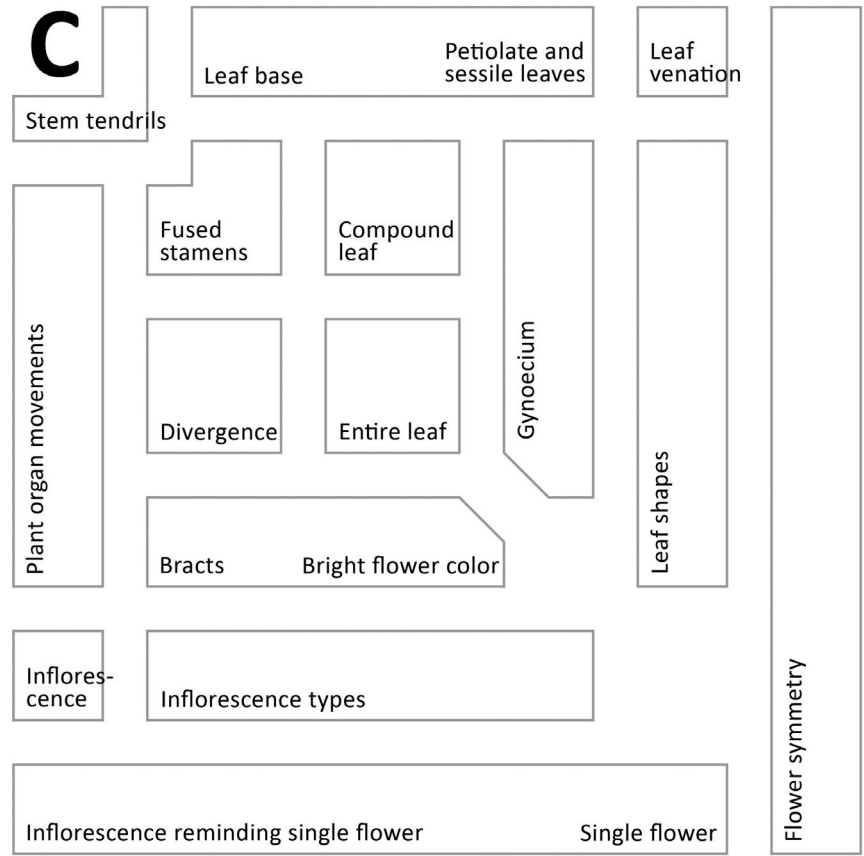 C
Leaf base
Petiolate and
sessile leaves
Leaf
venation
Stem tendrils
Fused
stamens
Compound
leaf
Plant organ movements
Divergence
Entire leaf
Gynoecium
Leaf shapes
Bracts
Bright flower color
Inflores-
cence
Inflorescence types
Flower symmetry
Inflorescence reminding single flower
Single flower